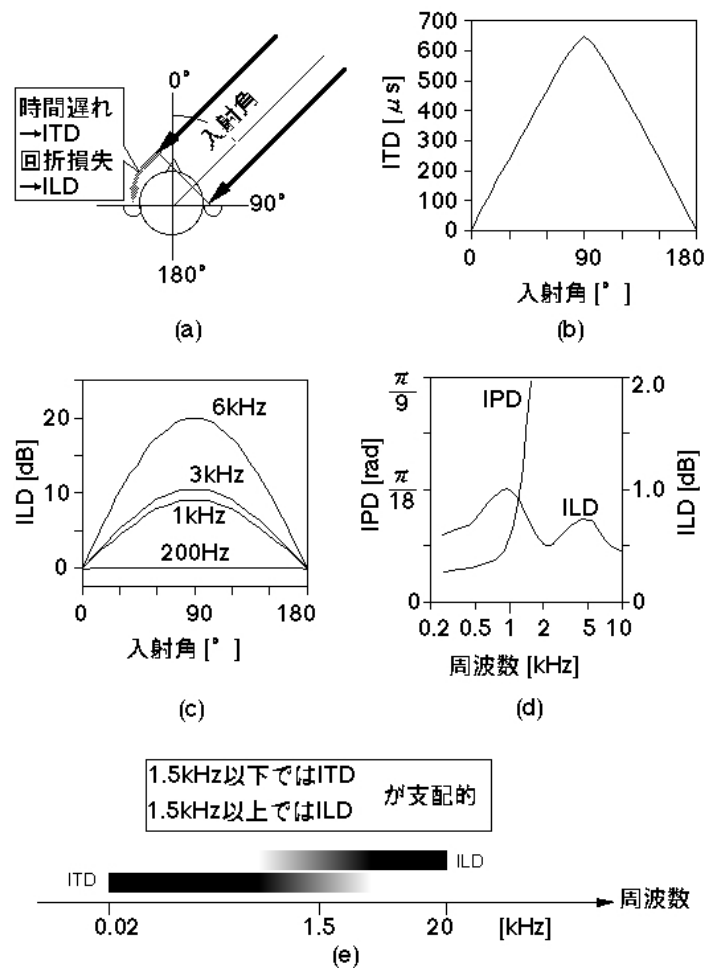 0°
時間遅れ
→ITD
回折損失
→ILD
入射角
90°
180°
(a)
ITD [μs]
700
600
500
400
300
200
100
0
0 90 180
入射角 [°]
(b)
ILD [dB]
20
10
0
6kHz
3kHz
1kHz
200Hz
0 90 180
入射角 [°]
(c)
IPD [rad]
π/9
π/18
0
IPD
ILD
2.0
1.0
0
ILD [dB]
0.2 0.5 1 2 5 10
周波数 [kHz]
(d)
1.5kHz以下ではITD
1.5kHz以上ではILD
が支配的
ILD
ITD
周波数
0.02 1.5 20 [kHz]
(e)